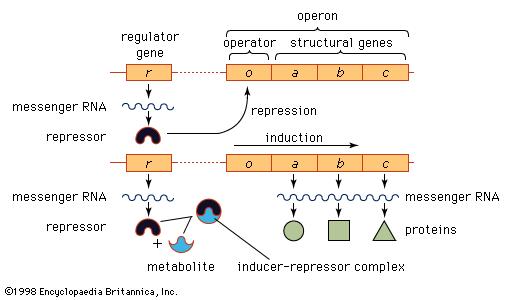 operon
regulator
gene
operator
structural genes
r
o
a
b
c
messenger RNA
repression
repressor
induction
r
o
a
b
c
messenger RNA
messenger RNA
repressor
+
proteins
metabolite
inducer-repressor complex
©1998 Encyclopaedia Britannica, Inc.